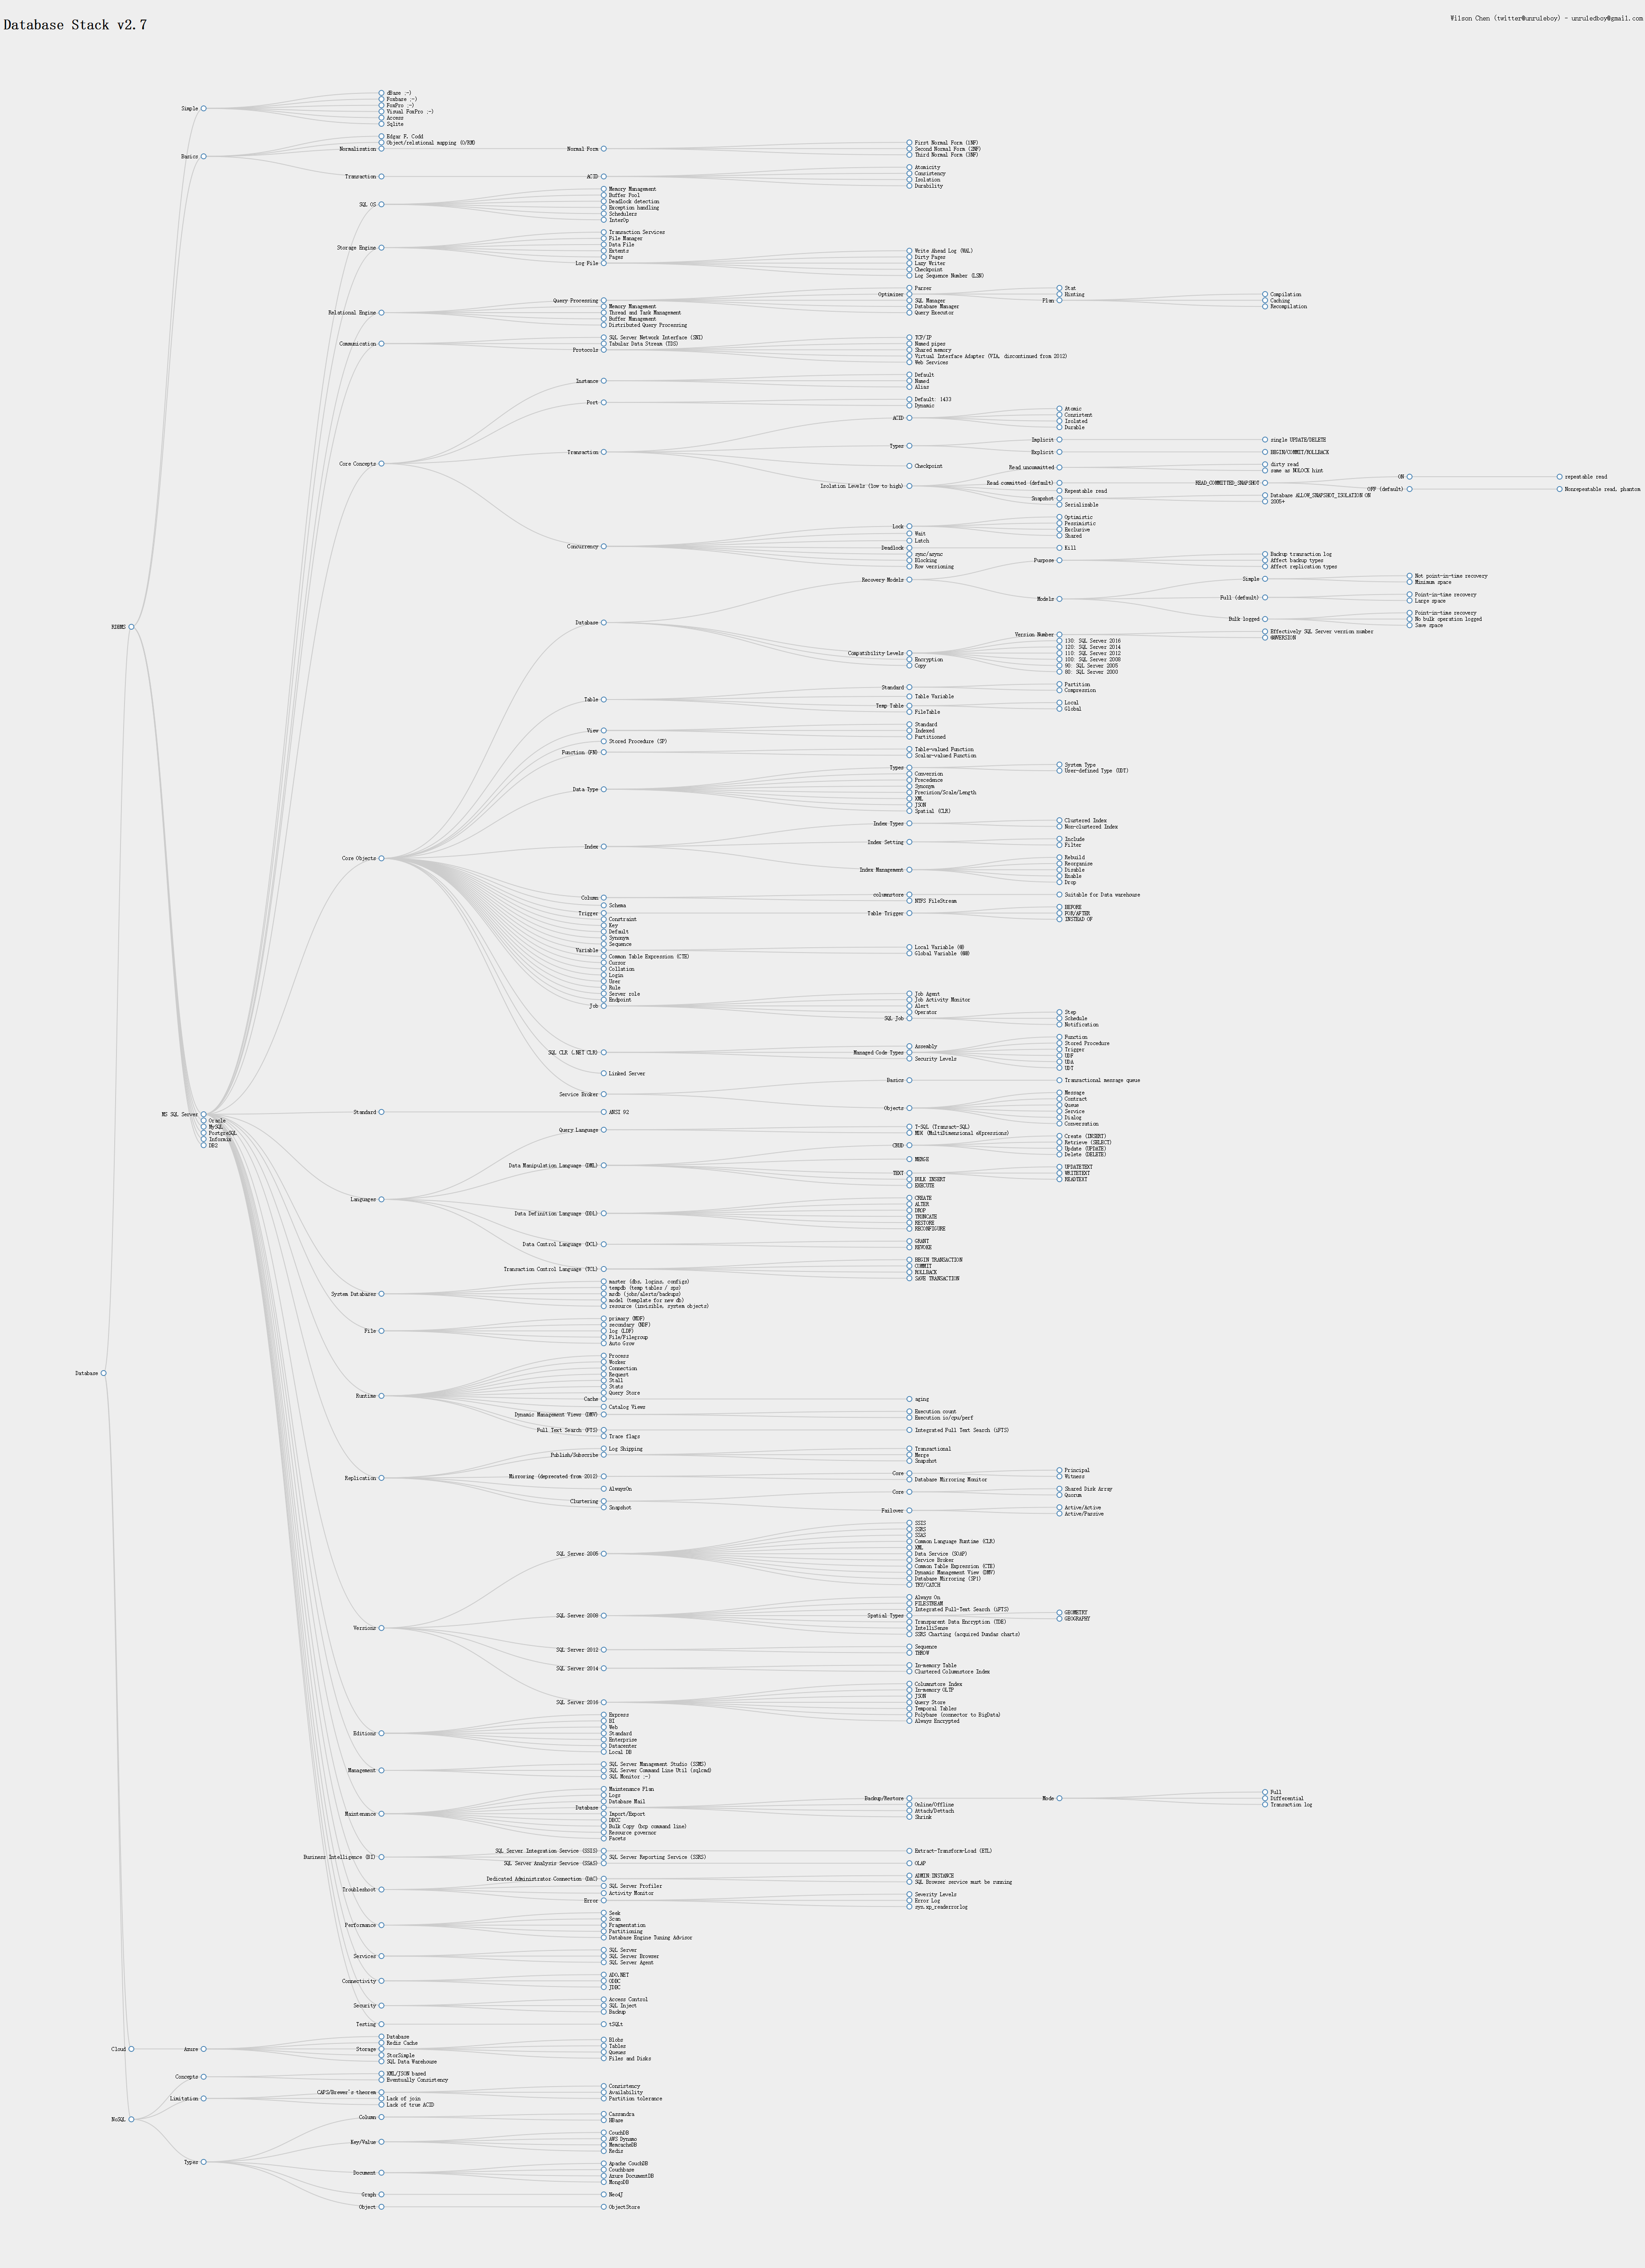 Database Stack v2.7
Wilson Chen (twitter@unruleboy) - unruledboy@gmail.com
Database
RDBMS
Simple
dBase ;-)
Foxbase ;-)
FoxPro ;-)
Visual FoxPro ;-)
Access
Sqlite
Basics
Edgar F. Codd
Object/relational mapping (O/RM)
Normalization
Normal Form
First Normal Form (1NF)
Second Normal Form (2NF)
Third Normal Form (3NF)
Transaction
ACID
Atomicity
Consistency
Isolation
Durability
MS SQL Server
SQL OS
Memory Management
Buffer Pool
Deadlock detection
Exception handling
Schedulers
InterOp
Storage Engine
Transaction Services
File Manager
Data File
Extents
Pages
Log File
Write Ahead Log (WAL)
Dirty Pages
Lazy Writer
Checkpoint
Log Sequence Number (LSN)
Relational Engine
Query Processing
Parser
Optimizer
Stat
Hinting
Plan
Compilation
Caching
Recompilation
SQL Manager
Database Manager
Query Executor
Memory Management
Thread and Task Management
Buffer Management
Distributed Query Processing
Communication
SQL Server Network Interface (SNI)
Tabular Data Stream (TDS)
Protocols
TCP/IP
Named pipes
Shared memory
Virtual Interface Adapter (VIA, discontinued from 2012)
Web Services
Core Concepts
Instance
Default
Named
Alias
Port
Default: 1433
Dynamic
Transaction
ACID
Atomic
Consistent
Isolated
Durable
Types
Implicit
single UPDATE/DELETE
Explicit
BEGIN/COMMIT/ROLLBACK
Checkpoint
Isolation Levels (low to high)
Read uncommitted
dirty read
same as NOLOCK hint
Read committed (default)
READ_COMMITTED_SNAPSHOT
ON
repeatable read
OFF (default)
Nonrepeatable read, phantom
Repeatable read
Snapshot
Database ALLOW_SNAPSHOT_ISOLATION ON
2005+
Serializable
Concurrency
Lock
Optimistic
Pessimistic
Exclusive
Shared
Wait
Latch
Deadlock
Kill
sync/async
Blocking
Row versioning
Core Objects
Database
Recovery Models
Purpose
Backup transaction log
Affect backup types
Affect replication types
Models
Simple
Not point-in-time recovery
Minimum space
Full (default)
Point-in-time recovery
Large space
Bulk logged
Point-in-time recovery
No bulk operation logged
Save space
Compatibility Levels
Version Number
Effectively SQL Server version number
@@VERSION
130: SQL Server 2016
120: SQL Server 2014
110: SQL Server 2012
100: SQL Server 2008
90: SQL Server 2005
80: SQL Server 2000
Encryption
Copy
Table
Standard
Partition
Compression
Table Variable
Temp Table
Local
Global
FileTable
View
Standard
Indexed
Partitioned
Stored Procedure (SP)
Function (FN)
Table-valued Function
Scalar-valued Function
Data Type
Types
System Type
User-defined Type (UDT)
Conversion
Precedence
Synonym
Precision/Scale/Length
XML
JSON
Spatial (CLR)
Index
Index Types
Clustered Index
Non-clustered Index
Index Setting
Include
Filter
Index Management
Rebuild
Reorganise
Disable
Enable
Drop
Column
columnstore
Suitable for Data warehouse
NTFS FileStream
Schema
Trigger
Table Trigger
BEFORE
FOR/AFTER
INSTEAD OF
Constraint
Key
Default
Synonym
Sequence
Variable
Local Variable (@)
Global Variable (@@)
Common Table Expression (CTE)
Cursor
Collation
Login
User
Rule
Server role
Endpoint
Job
Job Agent
Job Activity Monitor
Alert
Operator
SQL Job
Step
Schedule
Notification
SQL CLR (.NET CLR)
Assembly
Managed Code Types
Function
Stored Procedure
Trigger
UDF
UDA
UDT
Security Levels
Linked Server
Service Broker
Basics
Transactional message queue
Objects
Message
Contract
Queue
Service
Dialog
Conversation
Standard
ANSI 92
Languages
Query Language
T-SQL (Transact-SQL)
MDX (MultiDimensional eXpressions)
Data Manipulation Language (DML)
CRUD
Create (INSERT)
Retrieve (SELECT)
Update (UPDATE)
Delete (DELETE)
MERGE
TEXT
UPDATETEXT
WRITETEXT
READTEXT
BULK INSERT
EXECUTE
Data Definition Language (DDL)
CREATE
ALTER
DROP
TRUNCATE
RESTORE
RECONFIGURE
Data Control Language (DCL)
GRANT
REVOKE
Transaction Control Language (TCL)
BEGIN TRANSACTION
COMMIT
ROLLBACK
SAVE TRANSACTION
System Databases
master (dbs, logins, configs)
tempdb (temp tables / sps)
msdb (jobs/alerts/backups)
model (template for new db)
resource (invisible, system objects)
File
primary (MDF)
secondary (NDF)
log (LDF)
File/Filegroup
Auto Grow
Runtime
Process
Worker
Connection
Request
Stall
Stats
Query Store
Cache
aging
Catalog Views
Dynamic Management Views (DMV)
Execution count
Execution io/cpu/perf
Full Text Search (FTS)
Integrated Full Text Search (iFTS)
Trace flags
Replication
Log Shipping
Publish/Subscribe
Transactional
Merge
Snapshot
Mirroring (deprecated from 2012)
Core
Principal
Witness
Database Mirroring Monitor
AlwaysOn
Clustering
Core
Shared Disk Array
Quorum
Failover
Active/Active
Active/Passive
Snapshot
Versions
SQL Server 2005
SSIS
SSRS
SSAS
Common Language Runtime (CLR)
XML
Data Service (SOAP)
Service Broker
Common Table Expression (CTE)
Dynamic Management View (DMV)
Database Mirroring (SP1)
TRY/CATCH
SQL Server 2008
Always On
FILESTREAM
Integrated Full-Text Search (iFTS)
Spatial Types
GEOMETRY
GEOGRAPHY
Transparent Data Encryption (TDE)
IntelliSense
SSRS Charting (acquired Dundas charts)
SQL Server 2012
Sequence
THROW
SQL Server 2014
In-memory Table
Clustered Columnstore Index
SQL Server 2016
Columnstore Index
In-memory OLTP
JSON
Query Store
Temporal Tables
Polybase (connector to BigData)
Always Encrypted
Editions
Express
BI
Web
Standard
Enterprise
Datacenter
Local DB
Management
SQL Server Management Studio (SSMS)
SQL Server Command Line Util (sqlcmd)
SQL Monitor ;-)
Maintenance
Maintenance Plan
Logs
Database Mail
Database
Backup/Restore
Mode
Full
Differential
Transaction log
Online/Offline
Attach/Dettach
Shrink
Import/Export
DBCC
Bulk Copy (bcp command line)
Resource governor
Facets
Business Intelligence (BI)
SQL Server Integration Service (SSIS)
Extract-Transform-Load (ETL)
SQL Server Reporting Service (SSRS)
SQL Server Analysis Service (SSAS)
OLAP
Troubleshoot
Dedicated Administrator Connection (DAC)
ADMIN INSTANCE
SQL Browser service must be running
SQL Server Profiler
Activity Monitor
Error
Severity Levels
Error Log
sys.xp_readerrorlog
Performance
Seek
Scan
Fragmentation
Partitioning
Database Engine Tuning Advisor
Services
SQL Server
SQL Server Browser
SQL Server Agent
Connectivity
ADO.NET
ODBC
JDBC
Security
Access Control
SQL Inject
Backup
Testing
tSQLt
Oracle
MySQL
PostgreSQL
Informix
DB2
Cloud
Azure
Database
Redis Cache
Storage
Blobs
Tables
Queues
Files and Disks
StorSimple
SQL Data Warehouse
NoSQL
Concepts
XML/JSON based
Eventually Consistency
Limitation
CAPS/Brewer's theorem
Consistency
Availability
Partition tolerance
Lack of join
Lack of true ACID
Types
Column
Cassandra
HBase
Key/Value
CouchDB
AWS Dynamo
MemcacheDB
Redis
Document
Apache CouchDB
Couchbase
Azure DocumentDB
MongoDB
Graph
Neo4J
Object
ObjectStore